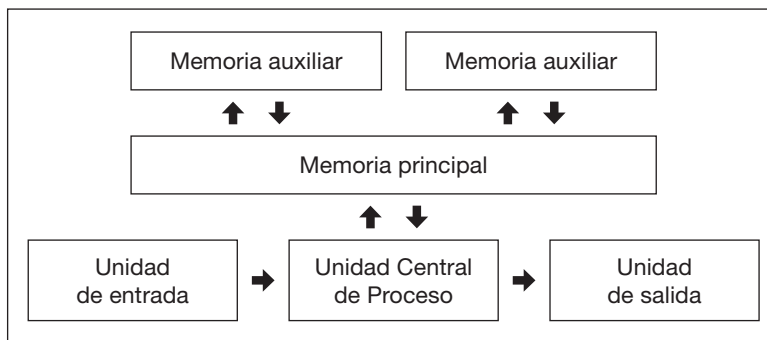 Memoria auxiliar
Memoria auxiliar
Memoria principal
Unidad
de entrada
Unidad Central
de Proceso
Unidad
de salida